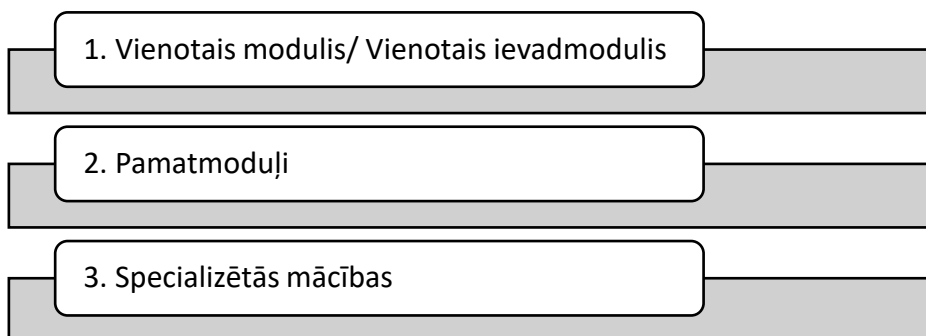 1. Vienotais modulis/ Vienotais ievadmodulis
2. Pamatmoduļi
3. Specializētās mācības